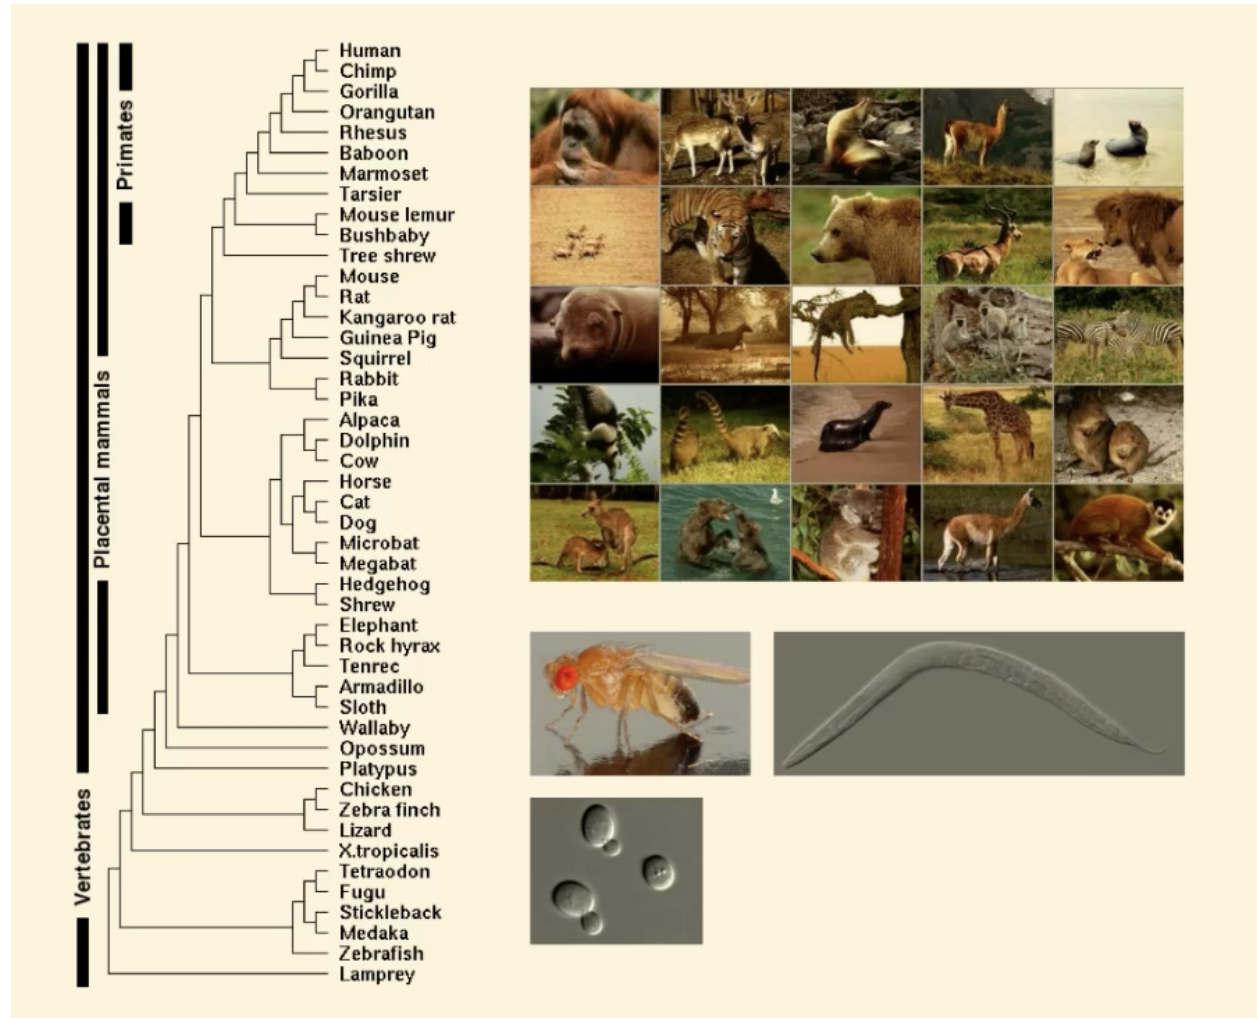 Primates
Placental mammals
Vertebrates
Human
Chimp
Gorilla
Orangutan
Rhesus
Baboon
Marmoset
Tarsier
Mouse lemur
Bushbaby
Tree shrew
Mouse
Rat
Kangaroo rat
Guinea Pig
Squirrel
Rabbit
Pika
Alpaca
Dolphin
Cow
Horse
Cat
Dog
Microbat
Megabat
Hedgehog
Shrew
Elephant
Rock hyrax
Tenrec
Armadillo
Sloth
Wallaby
Opossum
Platypus
Chicken
Zebra finch
Lizard
X.tropicalis
Tetraodon
Fugu
Stickleback
Medaka
Zebrafish
Lamprey